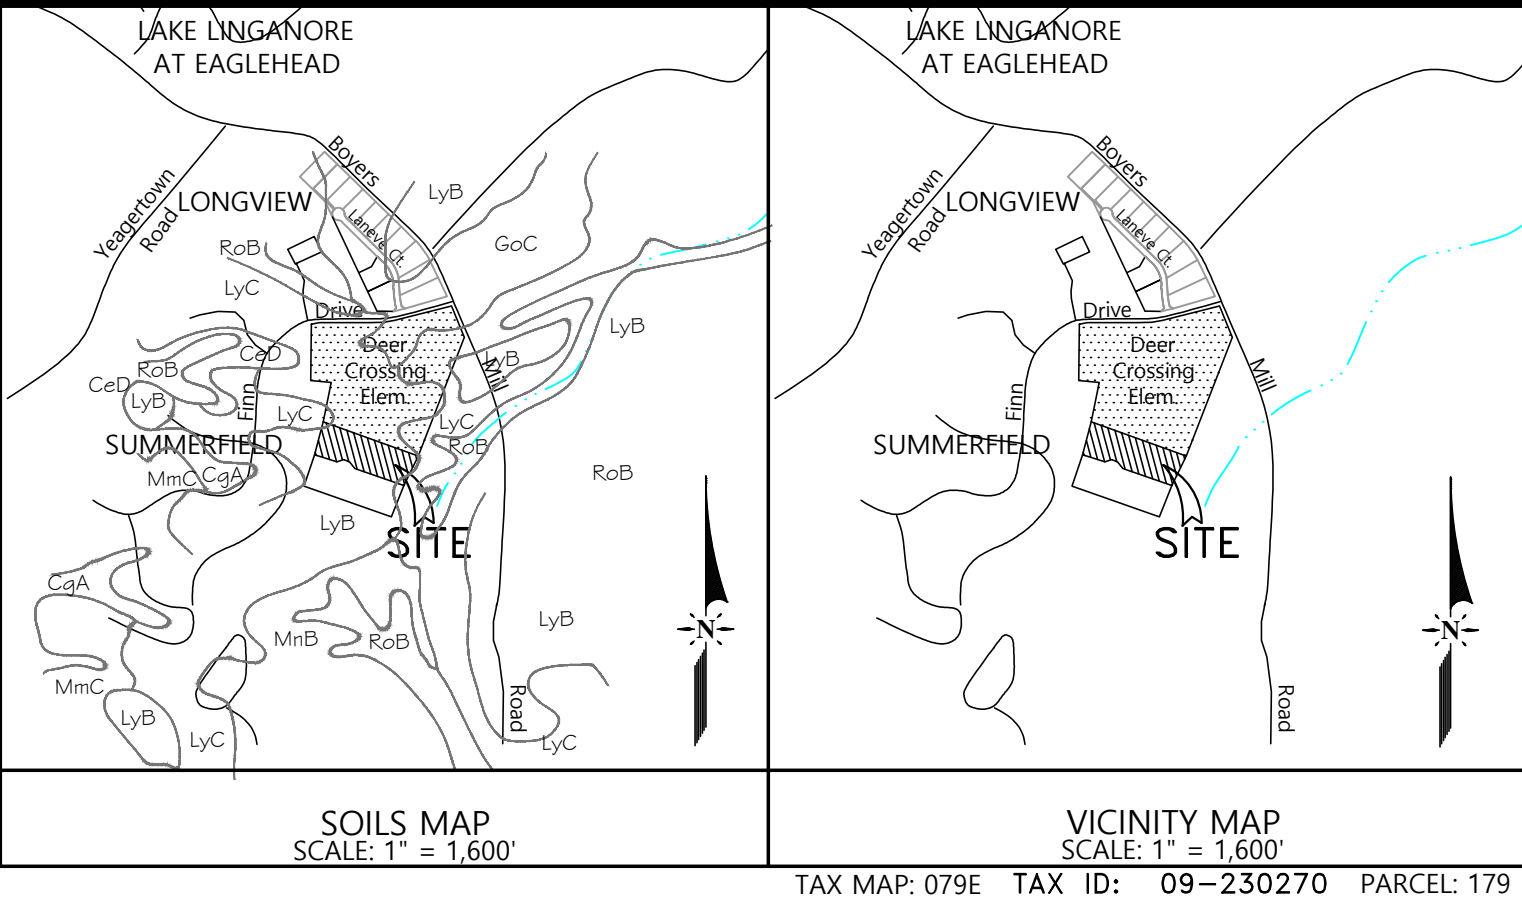 LAKE LINGANORE
AT EAGLEHEAD
Boyers
Yeagertown
Road
LONGVIEW
LyB
Laneve Ct.
GoC
RoB
LyC
Drive
LyB
Deer
Crossing
Elem.
CeD
LyB
Mill
RoB
CeD
LyB
Finn
LyC
LyC
SUMMERFIELD
RoB
MmC
CgA
RoB
LyB
SITE
CgA
LyB
MnB
RoB
N
MmC
LyB
LyC
Road
LyC
SOILS MAP
SCALE: 1" = 1,600'
LAKE LINGANORE
AT EAGLEHEAD
Boyers
Yeagertown
Road
LONGVIEW
Laneve Ct.
Drive
Deer
Crossing
Elem.
Mill
Finn
SUMMERFIELD
SITE
N
Road
VICINITY MAP
SCALE: 1" = 1,600'
TAX MAP: 079E TAX ID: 09-230270 PARCEL: 179